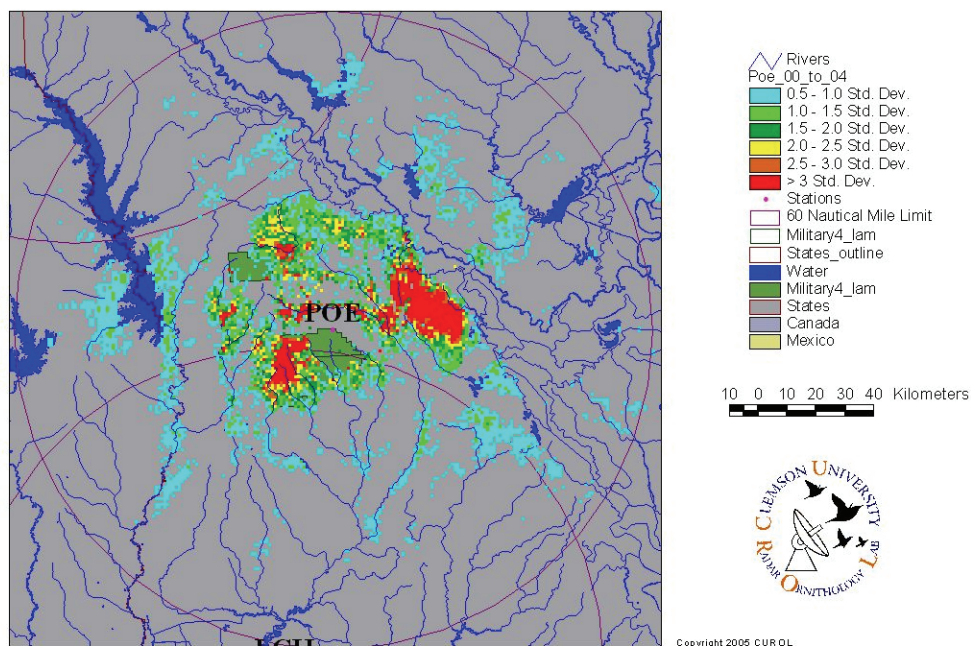 POE
Rivers
Poe_00_to_04
0.5 - 1.0 Std. Dev.
1.0 - 1.5 Std. Dev.
1.5 - 2.0 Std. Dev.
2.0 - 2.5 Std. Dev.
2.5 - 3.0 Std. Dev.
> 3 Std. Dev.
Stations
60 Nautical Mile Limit
Military4_lam
States_outline
Water
Military4_lam
States
Canada
Mexico
10 0 10 20 30 40 Kilometers
CLEMSON UNIVERSITY
RADAR ORNITHOLOGY LAB
Copyright 2005 CUROL